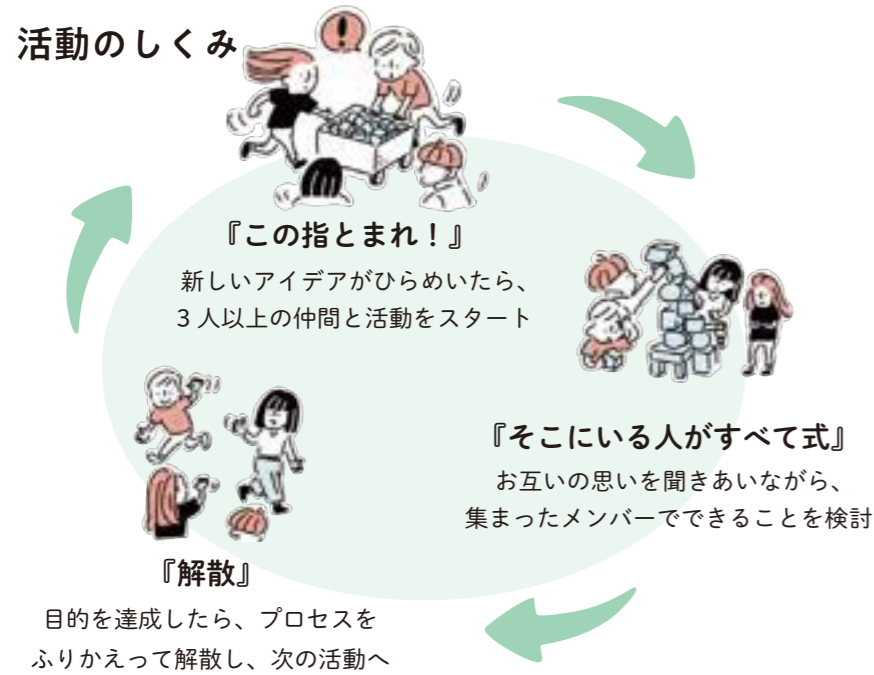 活動のしくみ
!
『この指とまれ！』
新しいアイデアがひらめいたら、
3人以上の仲間と活動をスタート
『そこにいる人がすべて式』
お互いの思いを聞きあいながら、
集まったメンバーでできることを検討
『解散』
目的を達成したら、プロセスを
ふりかえって解散し、次の活動へ